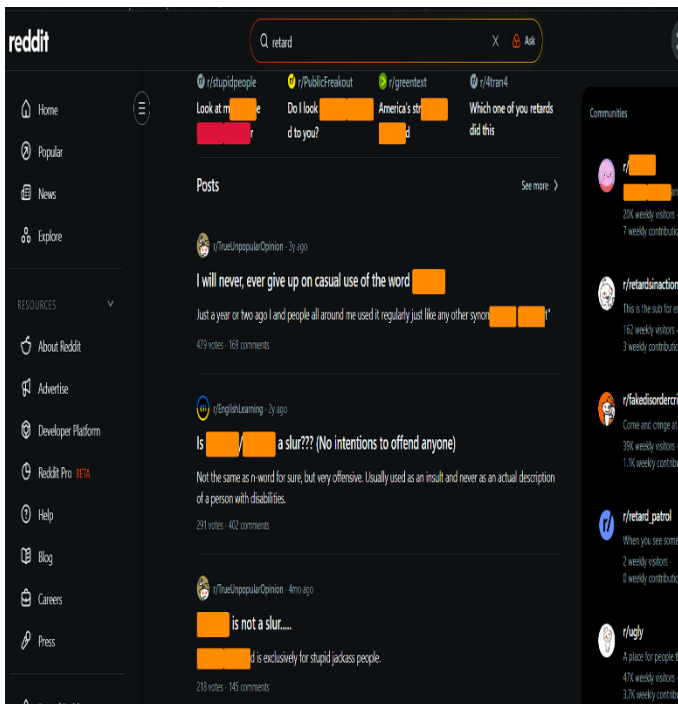 reddit
retard
X
Ask
r/stupidpeople
r/PublicFreakout
r/greentext
r/4tran4
Look at m e
r
Do I look
d to you?
America's str
d
Which one of you retards
did this
Home
Popular
News
Explore
RESOURCES
About Reddit
Advertise
Developer Platform
Reddit Pro BETA
Help
Blog
Careers
Press
Posts
See more >
r/TrueUnpopularOpinion · 3y ago
I will never, ever give up on casual use of the word
Just a year or two ago I and people all around me used it regularly just like any other synon t"
479 votes · 168 comments
r/EnglishLearning · 2y ago
Is / a slur??? (No intentions to offend anyone)
Not the same as n-word for sure, but very offensive. Usually used as an insult and never as an actual description
of a person with disabilities.
291 votes · 402 comments
r/TrueUnpopularOpinion · 4mo ago
is not a slur.....
d is exclusively for stupid jackass people.
218 votes · 145 comments
Communities
r/
20K weekly visitors ·
7 weekly
r/retardsinaction
This is the sub for
162 weekly visitors ·
3 weekly
Come and cringe at
39K weekly visitors ·
1.1K weekly
r/
r/retard_patrol
When you see some
2 weekly visitors ·
0 weekly
r/ugly
A place for people
47K weekly visitors ·
3.7K weekly